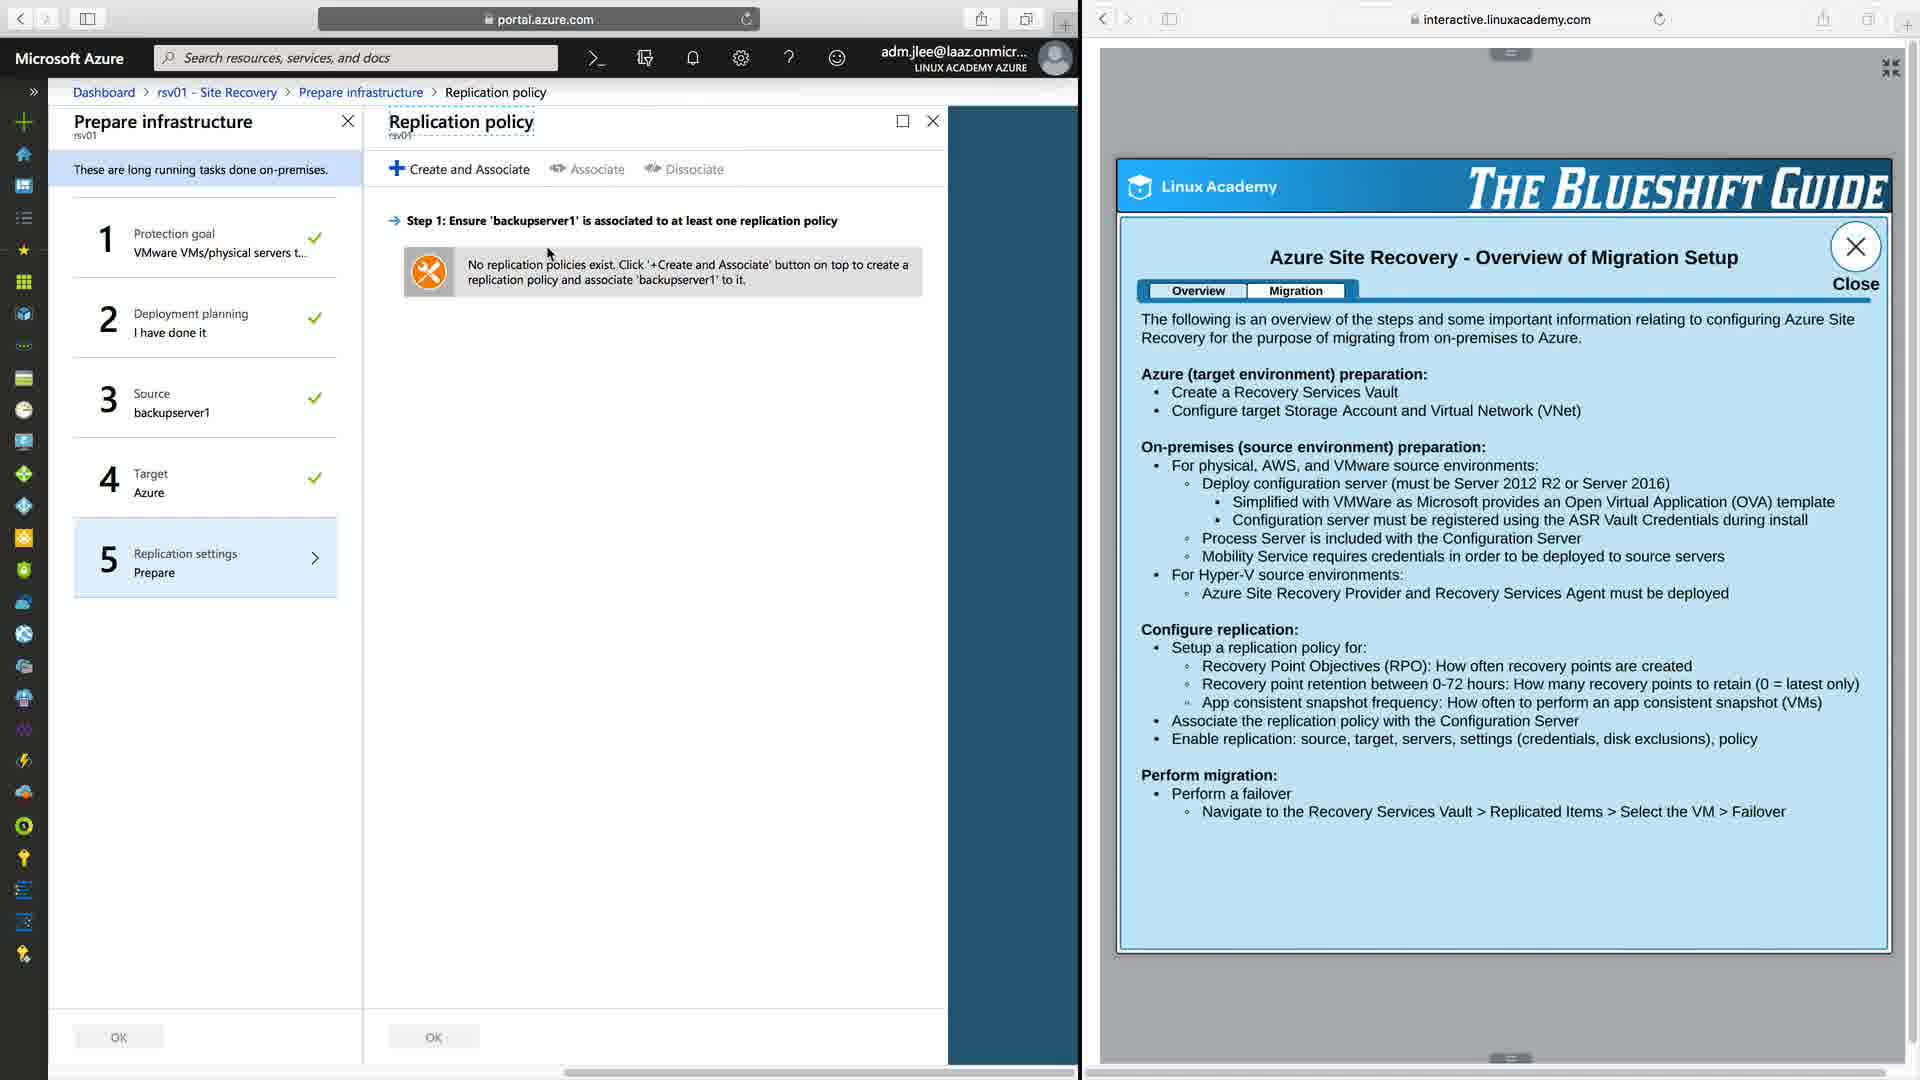 portal.azure.com
Microsoft Azure
Search resources, services, and docs
adm.jlee@laaz.onmicr...
LINUX ACADEMY AZURE
Dashboard > rsv01 - Site Recovery > Prepare infrastructure > Replication policy
Prepare infrastructure
rsv01
These are long running tasks done on-premises.
1
Protection goal
VMware VMs/physical servers t...
2
Deployment planning
I have done it
3
Source
backupserver1
4
Target
Azure
5
Replication settings
Prepare
OK
Replication policy
rsv01
Create and Associate
Associate
Dissociate
Step 1: Ensure 'backupserver1' is associated to at least one replication policy
No replication policies exist. Click '+Create and Associate' button on top to create a
replication policy and associate 'backupserver1' to it.
OK
interactive.linuxacademy.com
Linux Academy
THE BLUESHIFT GUIDE
Azure Site Recovery - Overview of Migration Setup
Close
Overview
Migration
The following is an overview of the steps and some important information relating to configuring Azure Site
Recovery for the purpose of migrating from on-premises to Azure.
Azure (target environment) preparation:
• Create a Recovery Services Vault
• Configure target Storage Account and Virtual Network (VNet)
On-premises (source environment) preparation:
• For physical, AWS, and VMware source environments:
◦ Deploy configuration server (must be Server 2012 R2 or Server 2016)
▪ Simplified with VMWare as Microsoft provides an Open Virtual Application (OVA) template
▪ Configuration server must be registered using the ASR Vault Credentials during install
◦ Process Server is included with the Configuration Server
◦ Mobility Service requires credentials in order to be deployed to source servers
• For Hyper-V source environments:
◦ Azure Site Recovery Provider and Recovery Services Agent must be deployed
Configure replication:
• Setup a replication policy for:
◦ Recovery Point Objectives (RPO): How often recovery points are created
◦ Recovery point retention between 0-72 hours: How many recovery points to retain (0 = latest only)
◦ App consistent snapshot frequency: How often to perform an app consistent snapshot (VMs)
• Associate the replication policy with the Configuration Server
• Enable replication: source, target, servers, settings (credentials, disk exclusions), policy
Perform migration:
• Perform a failover
◦ Navigate to the Recovery Services Vault > Replicated Items > Select the VM > Failover